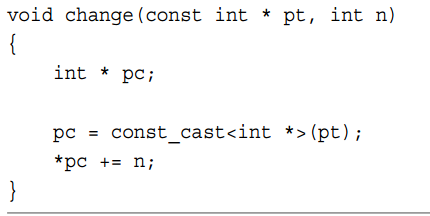 void change(const int * pt, int n)
{
    int * pc;

    pc = const_cast<int *>(pt);
    *pc += n;
}